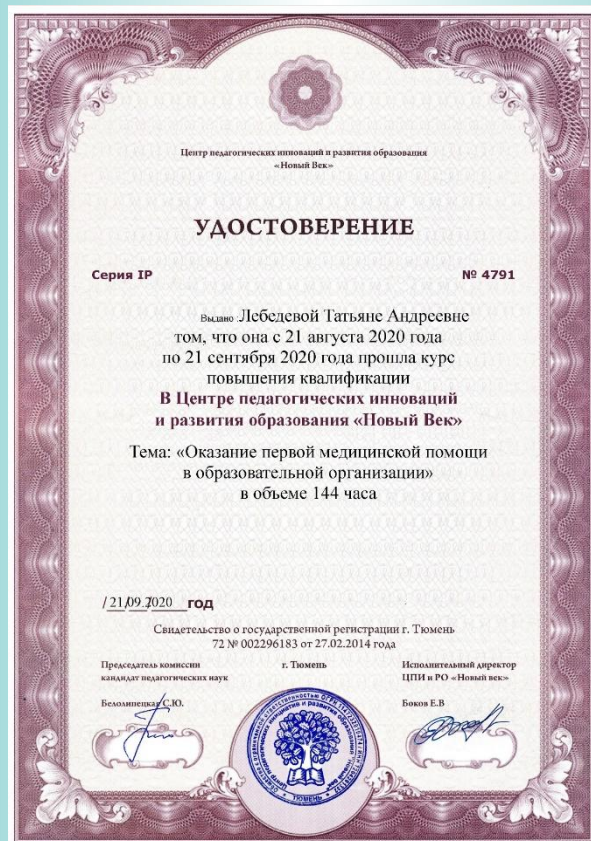 Центр педагогических инноваций и развития образования
«Новый Век»
УДОСТОВЕРЕНИЕ
Серия IP № 4791
Выдано Лебедевой Татьяне Андреевне
том, что она с 21 августа 2020 года
по 21 сентября 2020 года прошла курс
повышения квалификации
В Центре педагогических инноваций
и развития образования «Новый Век»
Тема: «Оказание первой медицинской помощи
в образовательной организации»
в объеме 144 часа
/21/09.2020 год
Свидетельство о государственной регистрации г. Тюмень
72 № 002296183 от 27.02.2014 года
Председатель комиссии
кандидат педагогических наук
Белолипецкая С.Ю.
г. Тюмень
Исполнительный директор
ЦПИ и РО «Новый век»
Боков Е.В
ТЮМЕНЬ